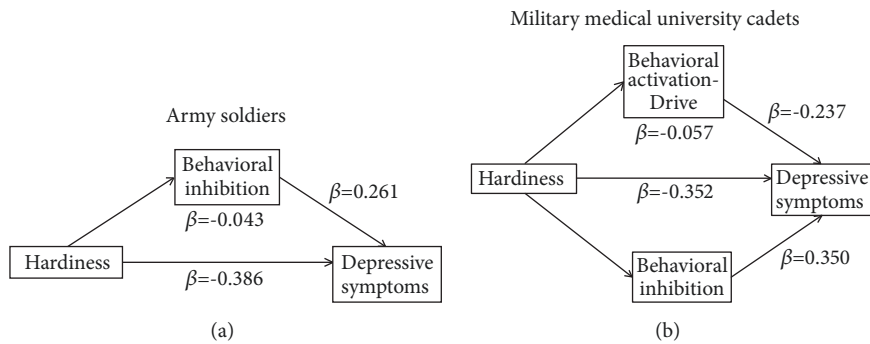 Army soldiers
Behavioral
inhibition
β=-0.043
β=0.261
Hardiness
β=-0.386
Depressive
symptoms
(a)
Military medical university cadets
Behavioral
activation-
Drive
β=-0.057
β=-0.237
Hardiness
β=-0.352
Depressive
symptoms
Behavioral
inhibition
β=0.350
(b)